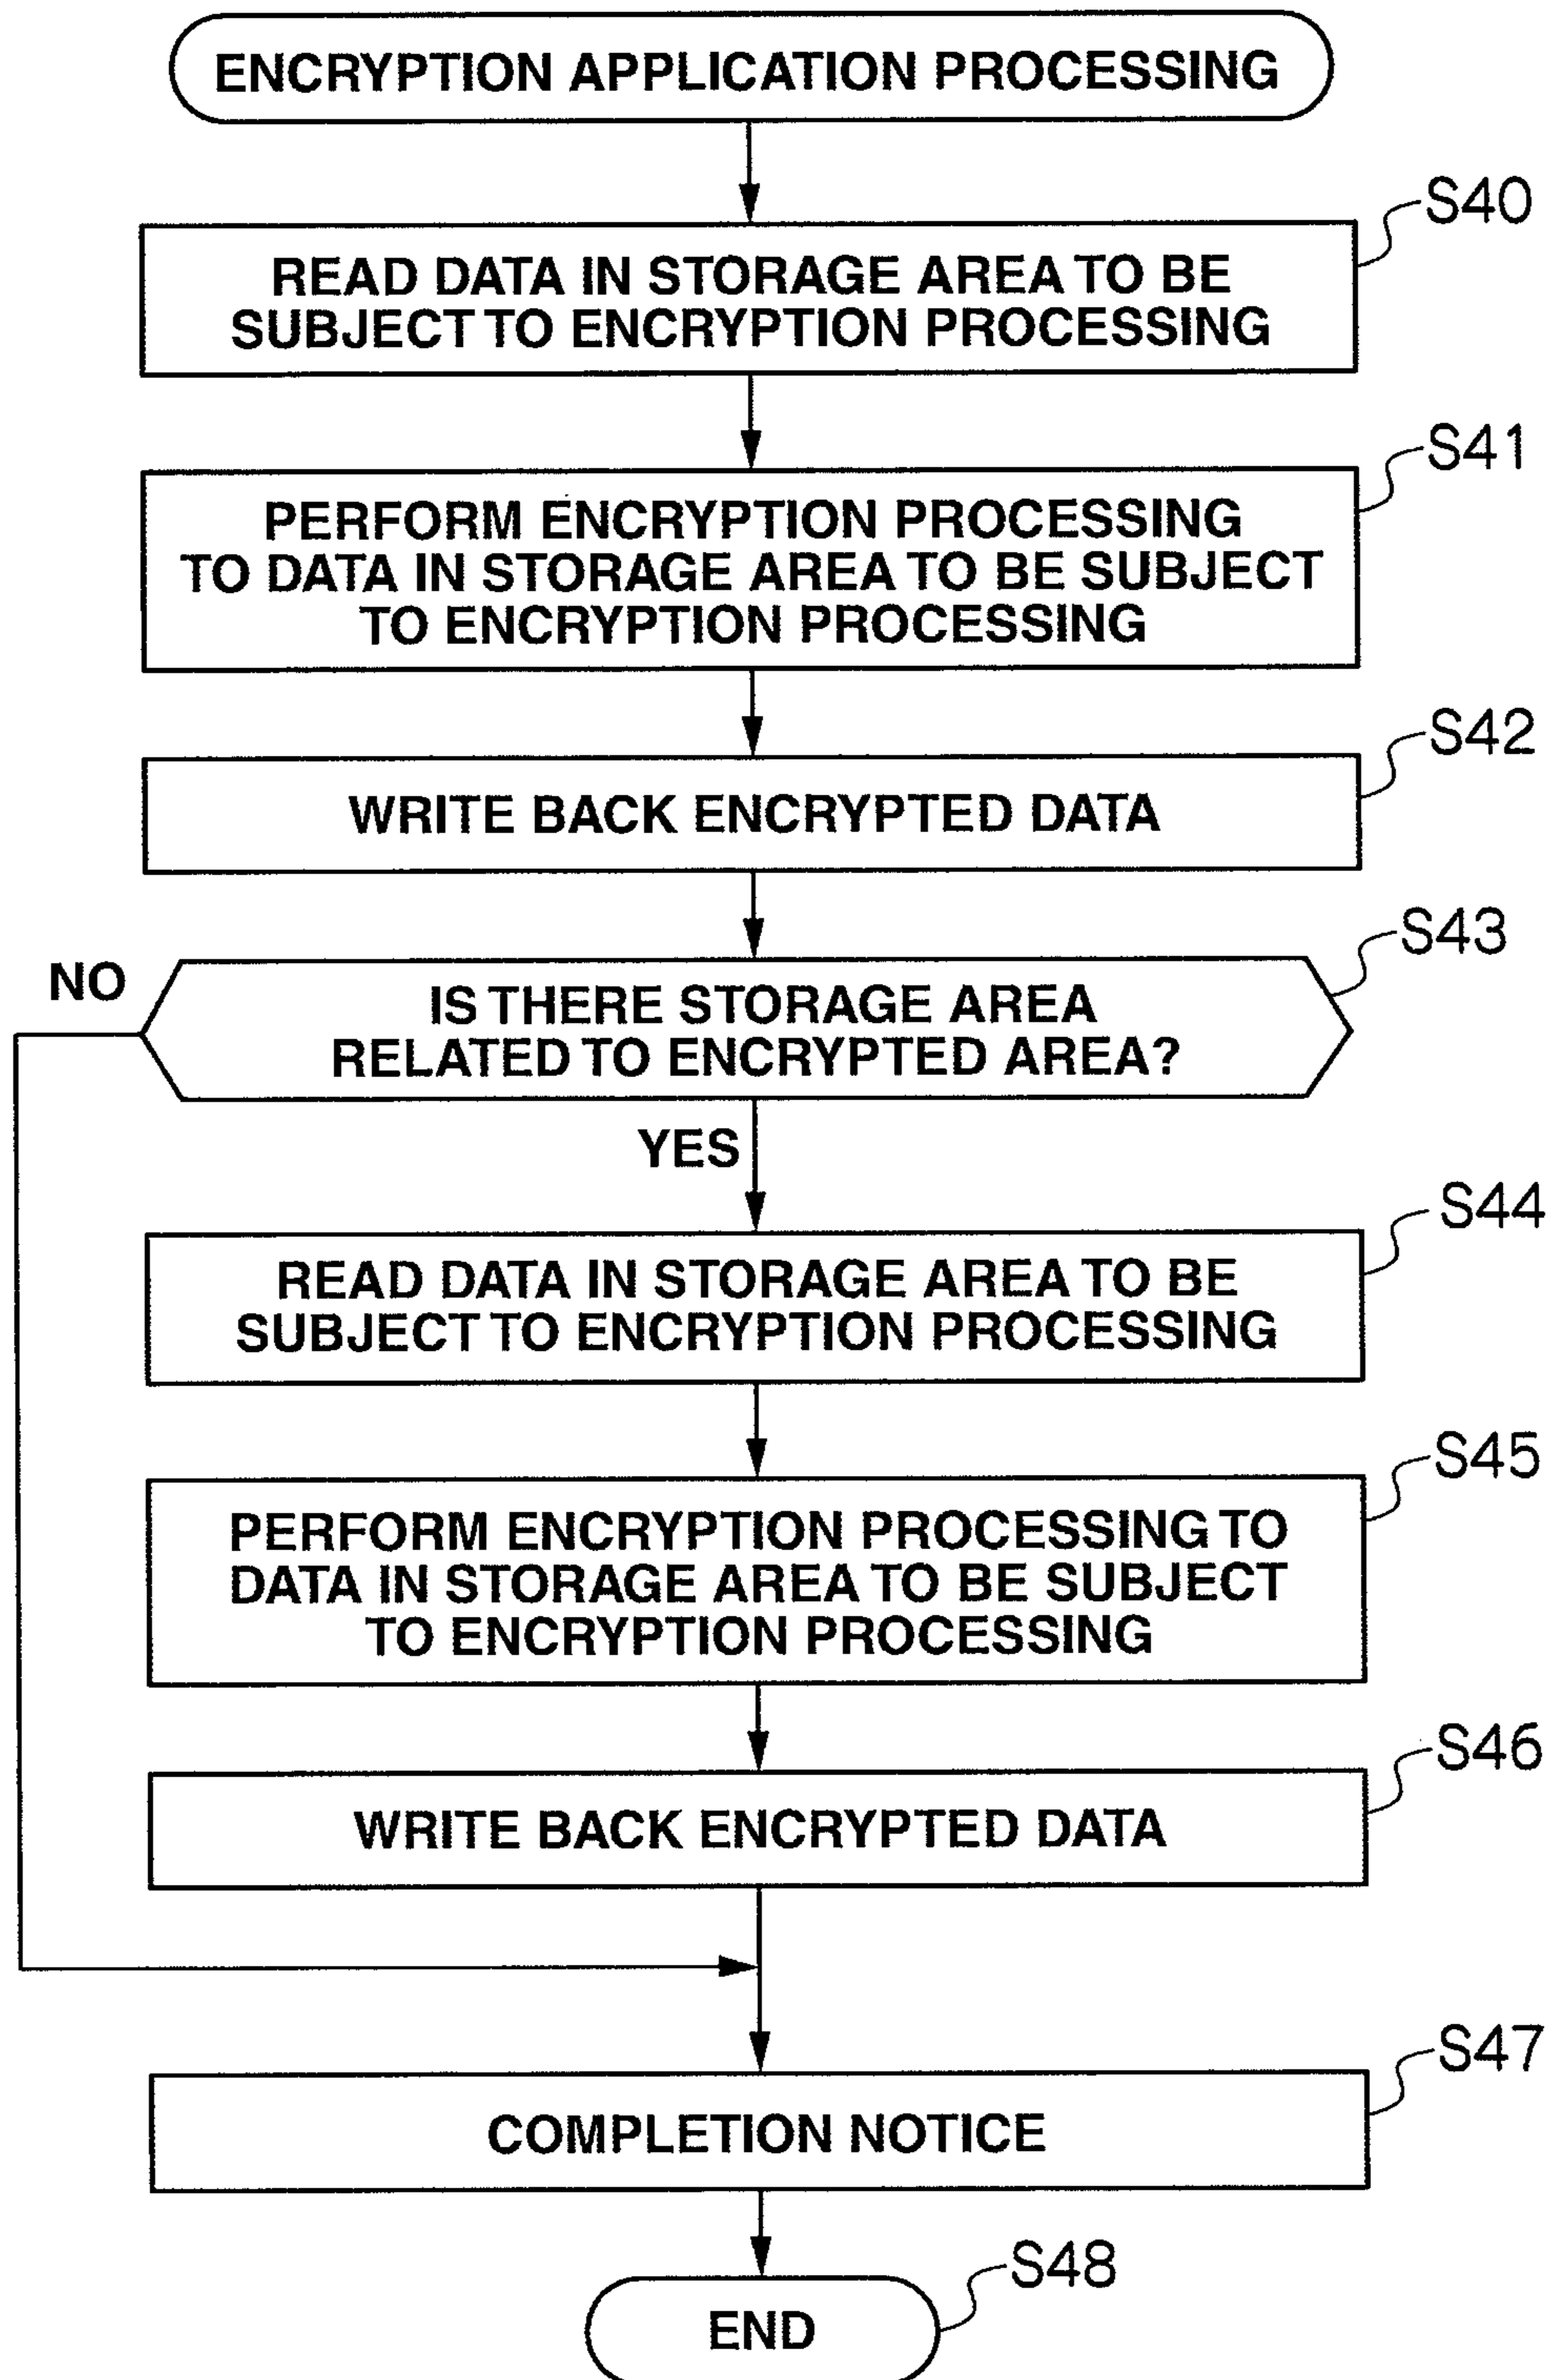 ENCRYPTION APPLICATION PROCESSING
S40
READ DATA IN STORAGE AREA TO BE
SUBJECT TO ENCRYPTION PROCESSING
S41
PERFORM ENCRYPTION PROCESSING
TO DATA IN STORAGE AREA TO BE SUBJECT
TO ENCRYPTION PROCESSING
S42
WRITE BACK ENCRYPTED DATA
S43
NO
IS THERE STORAGE AREA
RELATED TO ENCRYPTED AREA?
YES
S44
READ DATA IN STORAGE AREA TO BE
SUBJECT TO ENCRYPTION PROCESSING
S45
PERFORM ENCRYPTION PROCESSING TO
DATA IN STORAGE AREA TO BE SUBJECT
TO ENCRYPTION PROCESSING
S46
WRITE BACK ENCRYPTED DATA
S47
COMPLETION NOTICE
S48
END